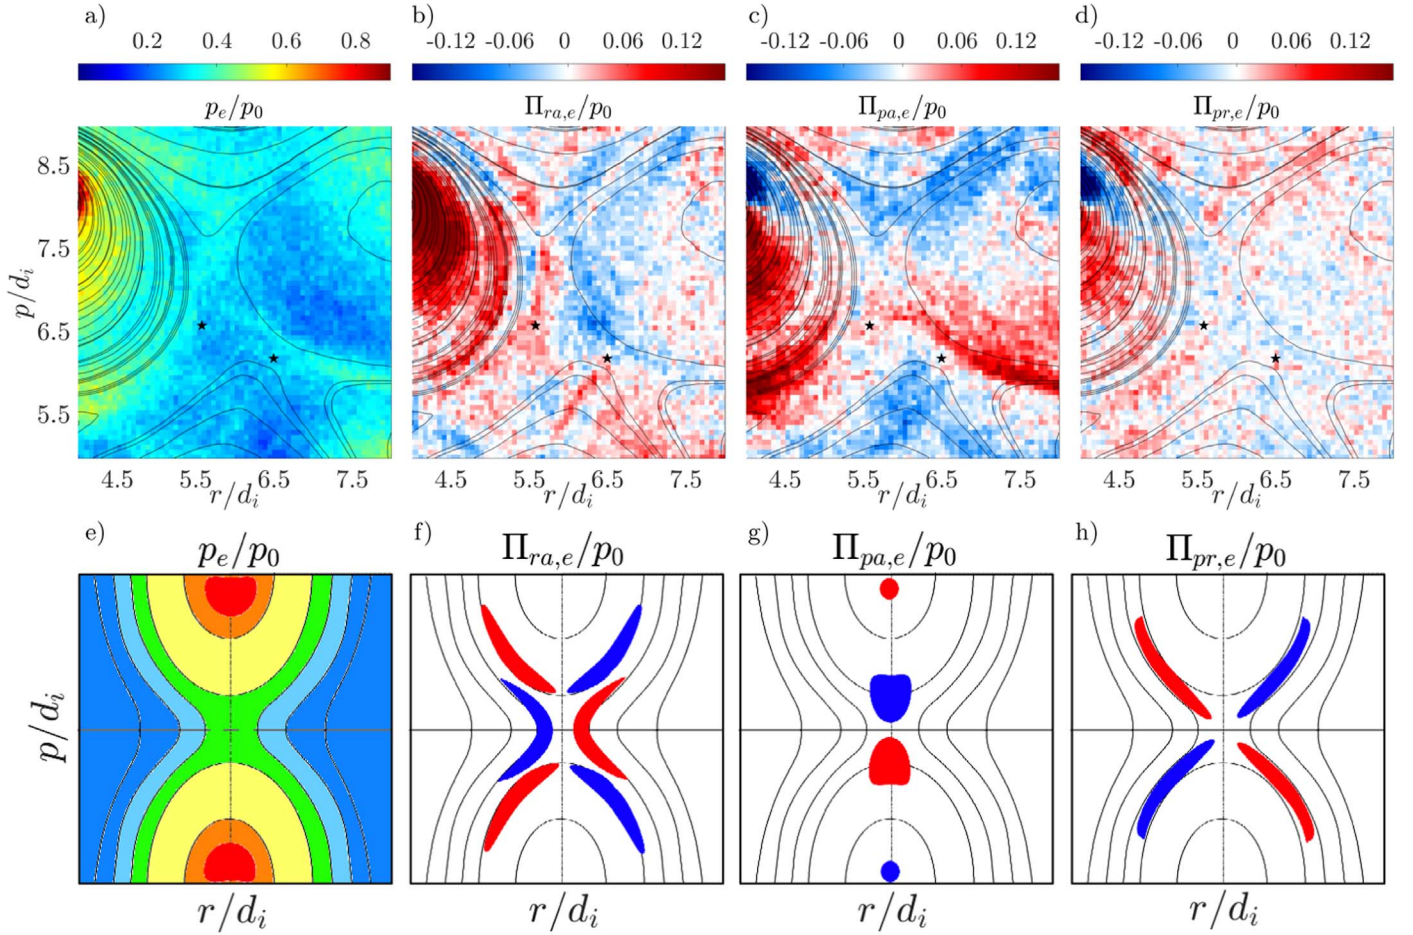 a) b) c) d)
0.2 0.4 0.6 0.8 -0.12 -0.06 0 0.06 0.12 -0.12 -0.06 0 0.06 0.12 -0.12 -0.06 0 0.06 0.12
p_e/p_0 Π_{ra,e}/p_0 Π_{pa,e}/p_0 Π_{pr,e}/p_0
8.5
7.5
p/d_i
6.5
5.5
4.5 5.5 6.5 7.5 4.5 5.5 6.5 7.5 4.5 5.5 6.5 7.5 4.5 5.5 6.5 7.5
r/d_i r/d_i r/d_i r/d_i
e) f) g) h)
p_e/p_0 Π_{ra,e}/p_0 Π_{pa,e}/p_0 Π_{pr,e}/p_0
p/d_i
r/d_i r/d_i r/d_i r/d_i